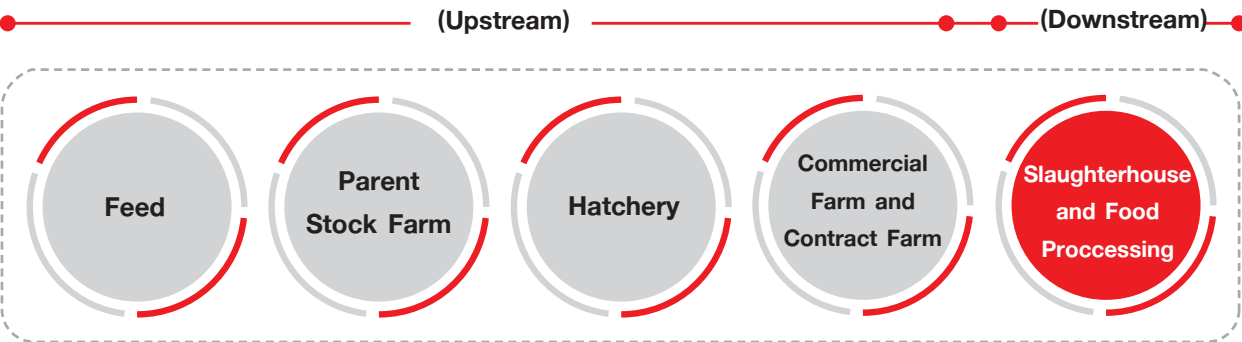 (Upstream)
(Downstream)
Feed
Parent
Stock Farm
Hatchery
Commercial
Farm and
Contract Farm
Slaughterhouse
and Food
Proccessing